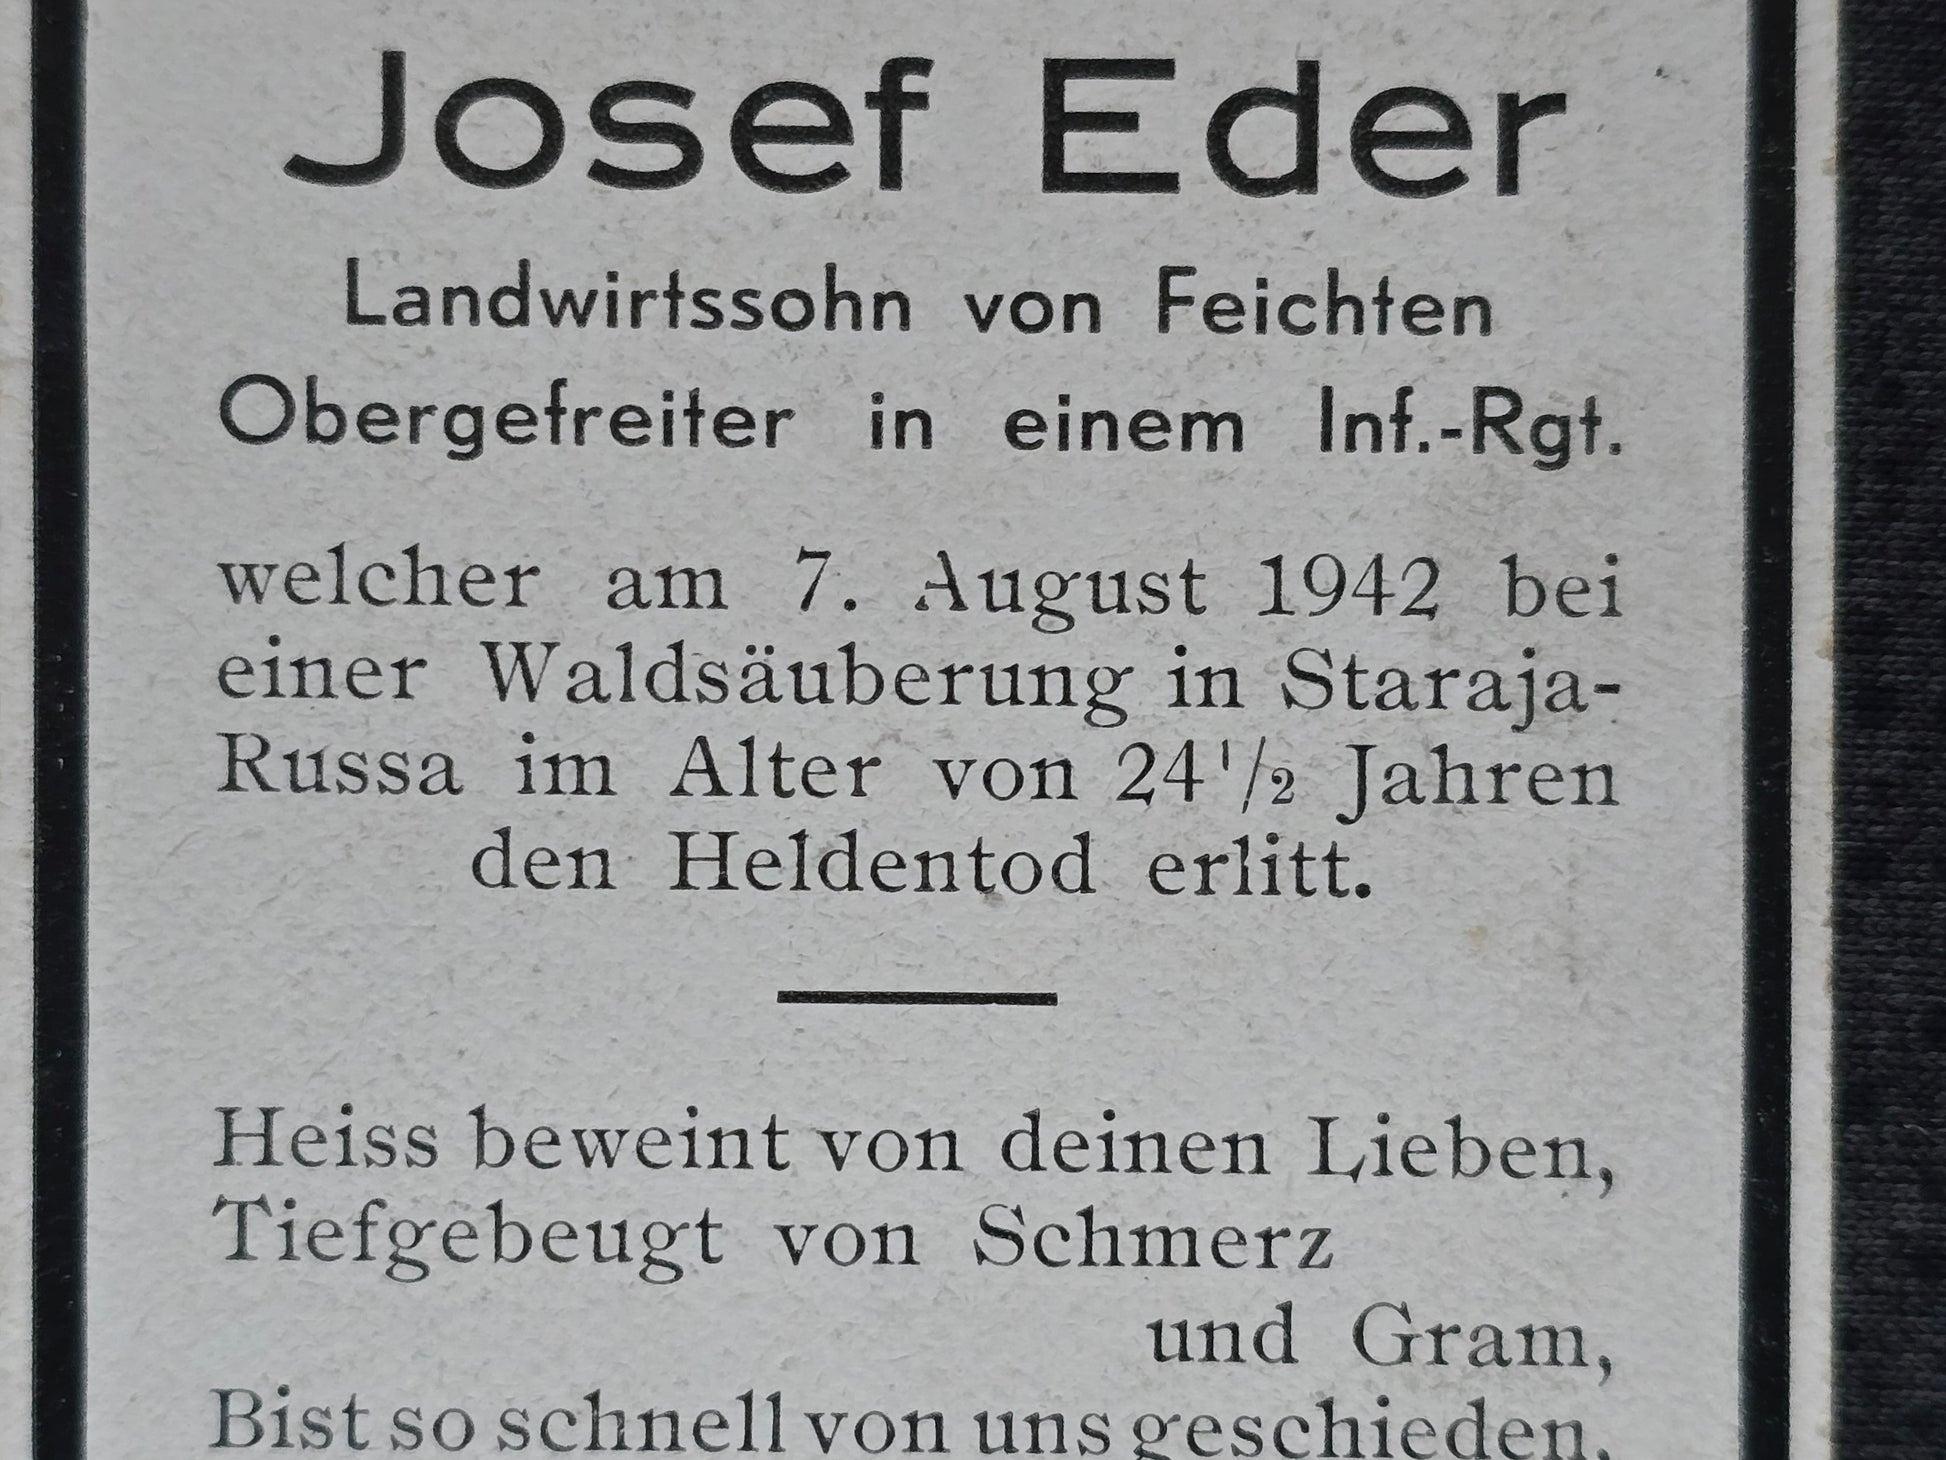 Josef Eder
Landwirtssohn von Feichten
Obergefreiter in einem Inf.-Rgt.
welcher am 7. August 1942 bei
einer Waldsäuberung in Staraja-
Russa im Alter von 24 1/2 Jahren
den Heldentod erlitt.
Heiss beweint von deinen Lieben,
Tiefgebeugt von Schmerz
und Gram,
Bist so schnell von uns geschieden,